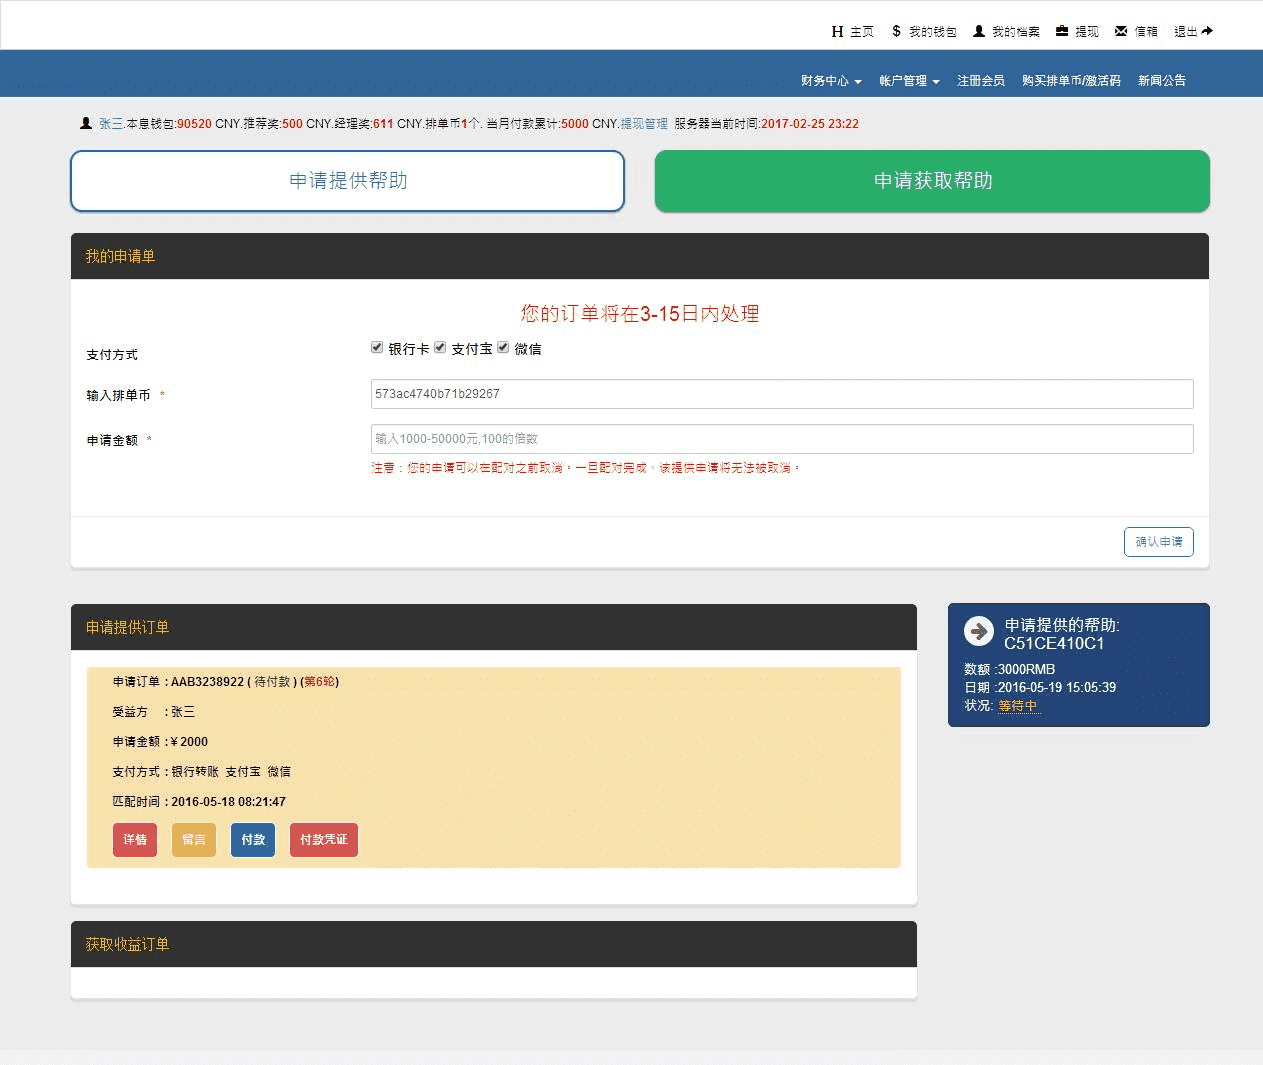 H 主页 $ 我的钱包 我的档案 提现 信箱 退出
财务中心 帐户管理 注册会员 购买排单币/激活码 新闻公告
张三.本息钱包:90520 CNY.推荐奖:500 CNY.经理奖:611 CNY.排单币1个. 当月付款累计:5000 CNY.提现管理 服务器当前时间:2017-02-25 23:22
申请提供帮助 申请获取帮助
我的申请单
您的订单将在3-15日内处理
支付方式 银行卡 支付宝 微信
输入排单币 * 573ac4740b71b29267
申请金额 * 输入1000-50000元,100的倍数
注意：您的申请可以在配对之前取消。一旦配对完成，该提供申请将无法被取消。
确认申请
申请提供订单
申请订单 : AAB3238922 ( 待付款 ) (第6轮)
受益方 : 张三
申请金额 : ¥ 2000
支付方式 : 银行转账 支付宝 微信
匹配时间 : 2016-05-18 08:21:47
详情 留言 付款 付款凭证
获取收益订单
申请提供的帮助:
C51CE410C1
数额 :3000RMB
日期 :2016-05-19 15:05:39
状况: 等待中